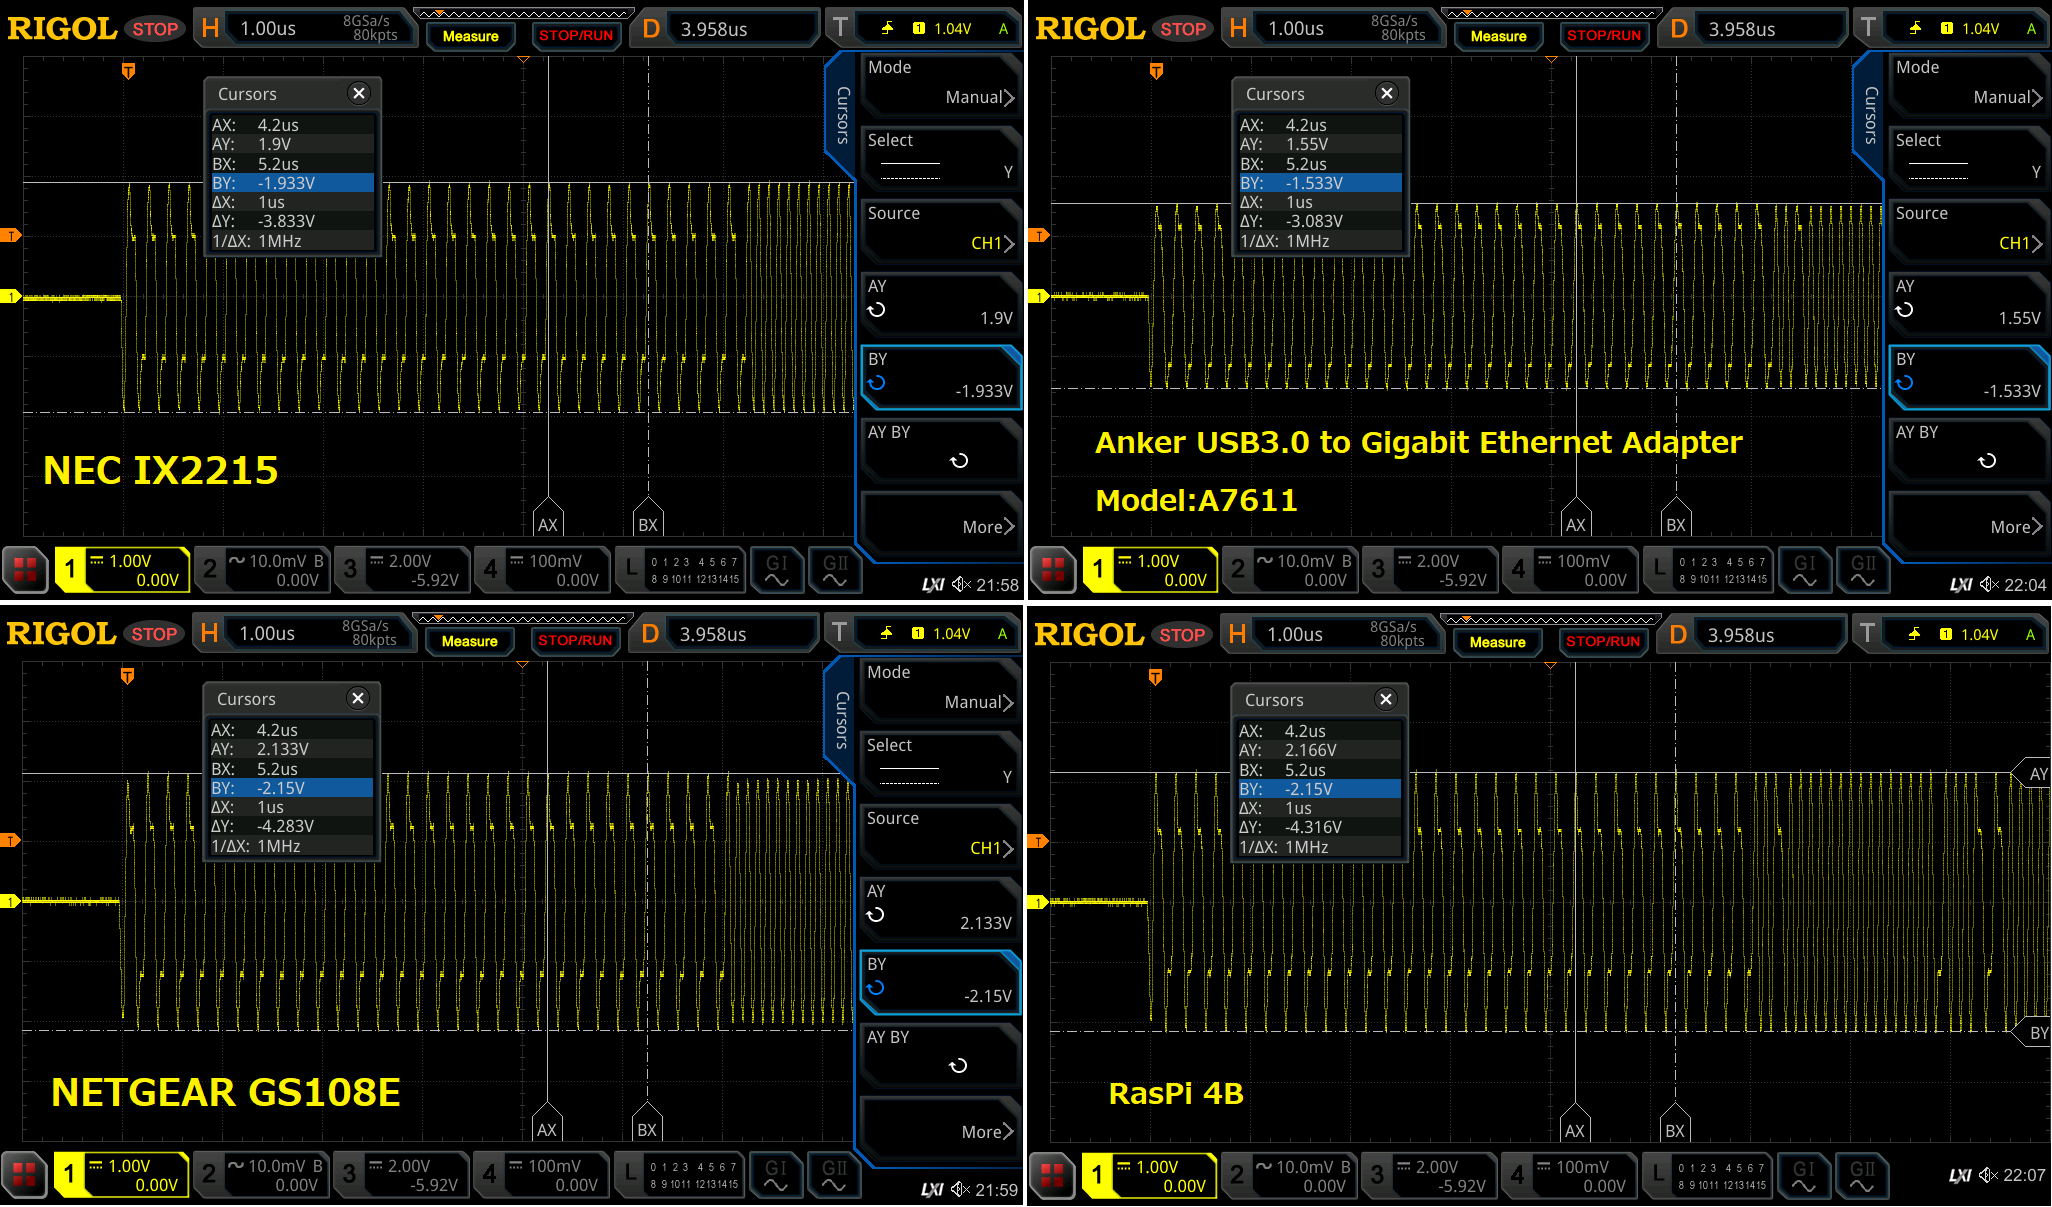 RIGOL STOP H 1.00us 8GSa/s 80kpts Measure STOP/RUN D 3.958us T 1 1.04V A
T
Cursors
AX: 4.2us
AY: 1.9V
BX: 5.2us
BY: -1.933V
ΔX: 1us
ΔY: -3.833V
1/ΔX: 1MHz
T
1
NEC IX2215
AX BX
Cursors
Mode
Manual
Select
Y
Source
CH1
AY
1.9V
BY
-1.933V
AY BY
More
1 1.00V 0.00V 2 10.0mV B 0.00V 3 2.00V -5.92V 4 100mV 0.00V L 0 1 2 3 4 5 6 7 8 9 10 11 12 13 14 15 GI GII LXI 21:58
RIGOL STOP H 1.00us 8GSa/s 80kpts Measure STOP/RUN D 3.958us T 1 1.04V A
T
Cursors
AX: 4.2us
AY: 1.55V
BX: 5.2us
BY: -1.533V
ΔX: 1us
ΔY: -3.083V
1/ΔX: 1MHz
T
1
Anker USB3.0 to Gigabit Ethernet Adapter
Model:A7611
AX BX
Cursors
Mode
Manual
Select
Y
Source
CH1
AY
1.55V
BY
-1.533V
AY BY
More
1 1.00V 0.00V 2 10.0mV B 0.00V 3 2.00V -5.92V 4 100mV 0.00V L 0 1 2 3 4 5 6 7 8 9 10 11 12 13 14 15 GI GII LXI 22:04
RIGOL STOP H 1.00us 8GSa/s 80kpts Measure STOP/RUN D 3.958us T 1 1.04V A
T
Cursors
AX: 4.2us
AY: 2.133V
BX: 5.2us
BY: -2.15V
ΔX: 1us
ΔY: -4.283V
1/ΔX: 1MHz
T
1
NETGEAR GS108E
AX BX
Cursors
Mode
Manual
Select
Y
Source
CH1
AY
2.133V
BY
-2.15V
AY BY
More
1 1.00V 0.00V 2 10.0mV B 0.00V 3 2.00V -5.92V 4 100mV 0.00V L 0 1 2 3 4 5 6 7 8 9 10 11 12 13 14 15 GI GII LXI 21:59
RIGOL STOP H 1.00us 8GSa/s 80kpts Measure STOP/RUN D 3.958us T 1 1.04V A
T
Cursors
AX: 4.2us
AY: 2.166V
BX: 5.2us
BY: -2.15V
ΔX: 1us
ΔY: -4.316V
1/ΔX: 1MHz
AY
T
1
BY
RasPi 4B
AX BX
1 1.00V 0.00V 2 10.0mV B 0.00V 3 2.00V -5.92V 4 100mV 0.00V L 0 1 2 3 4 5 6 7 8 9 10 11 12 13 14 15 GI GII LXI 22:07